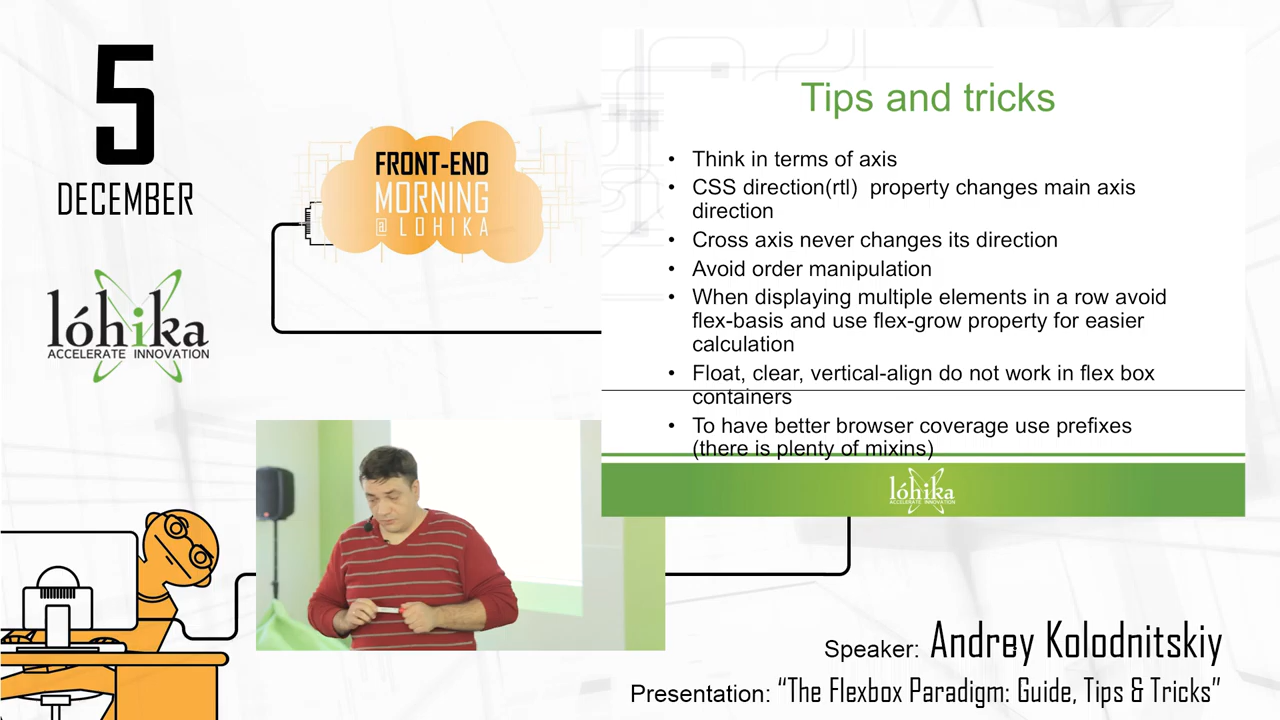 5
DECEMBER
lóhika
ACCELERATE INNOVATION
FRONT-END
MORNING
@ LOHIKA
Tips and tricks
• Think in terms of axis
• CSS direction(rtl)  property changes main axis
direction
• Cross axis never changes its direction
• Avoid order manipulation
• When displaying multiple elements in a row avoid
flex-basis and use flex-grow property for easier
calculation
• Float, clear, vertical-align do not work in flex box
containers
• To have better browser coverage use prefixes
(there is plenty of mixins)
lóhika
ACCELERATE INNOVATION
Speaker: Andrey Kolodnitskiy
Presentation: “The Flexbox Paradigm: Guide, Tips & Tricks”